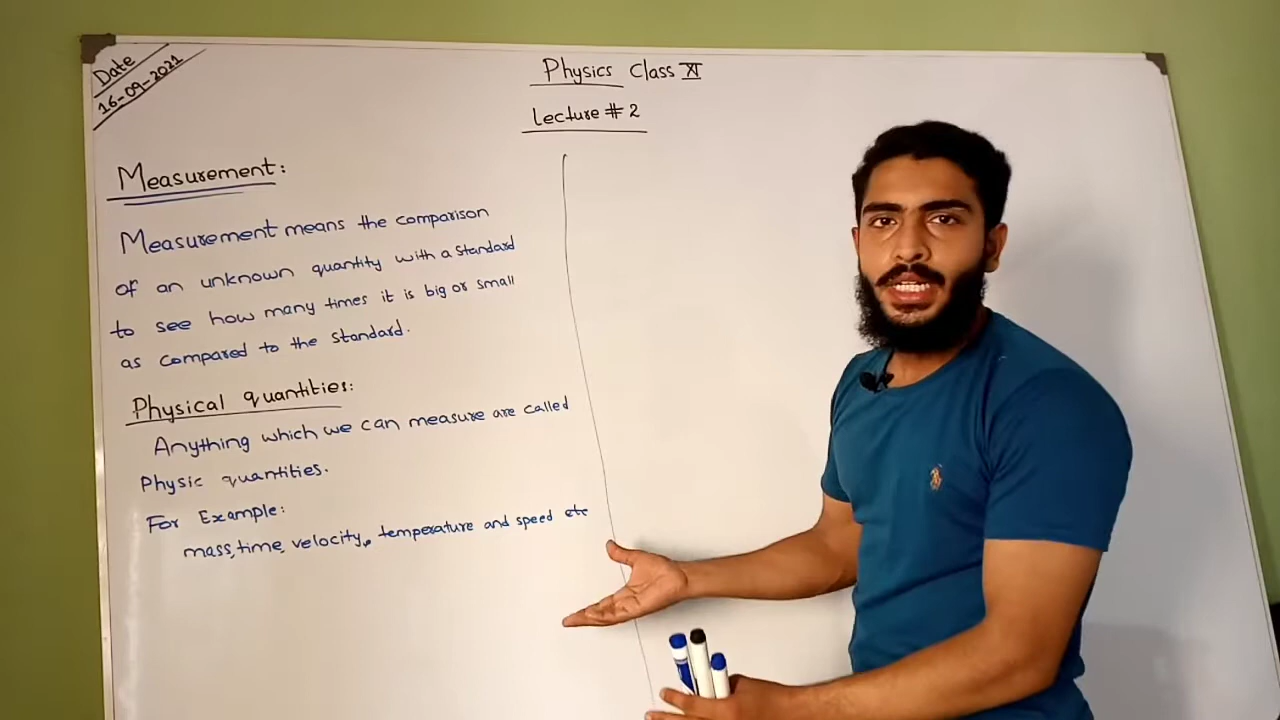 Date
16-09-2021
Physics Class XI
Lecture # 2
Measurement:
Measurement means the comparison
of an unknown quantity with a standard
to see how many times it is big or small
as compared to the standard.
Physical quantities:
Anything which we can measure are called
Physic quantities.
For Example:
mass, time, velocity, temperature and speed etc